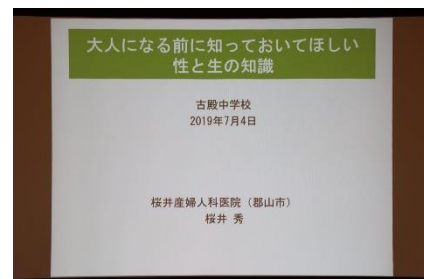 大人になる前に知っておいてほしい
性と生の知識
古殿中学校
2019年7月4日
桜井産婦人科医院（郡山市）
桜井 秀